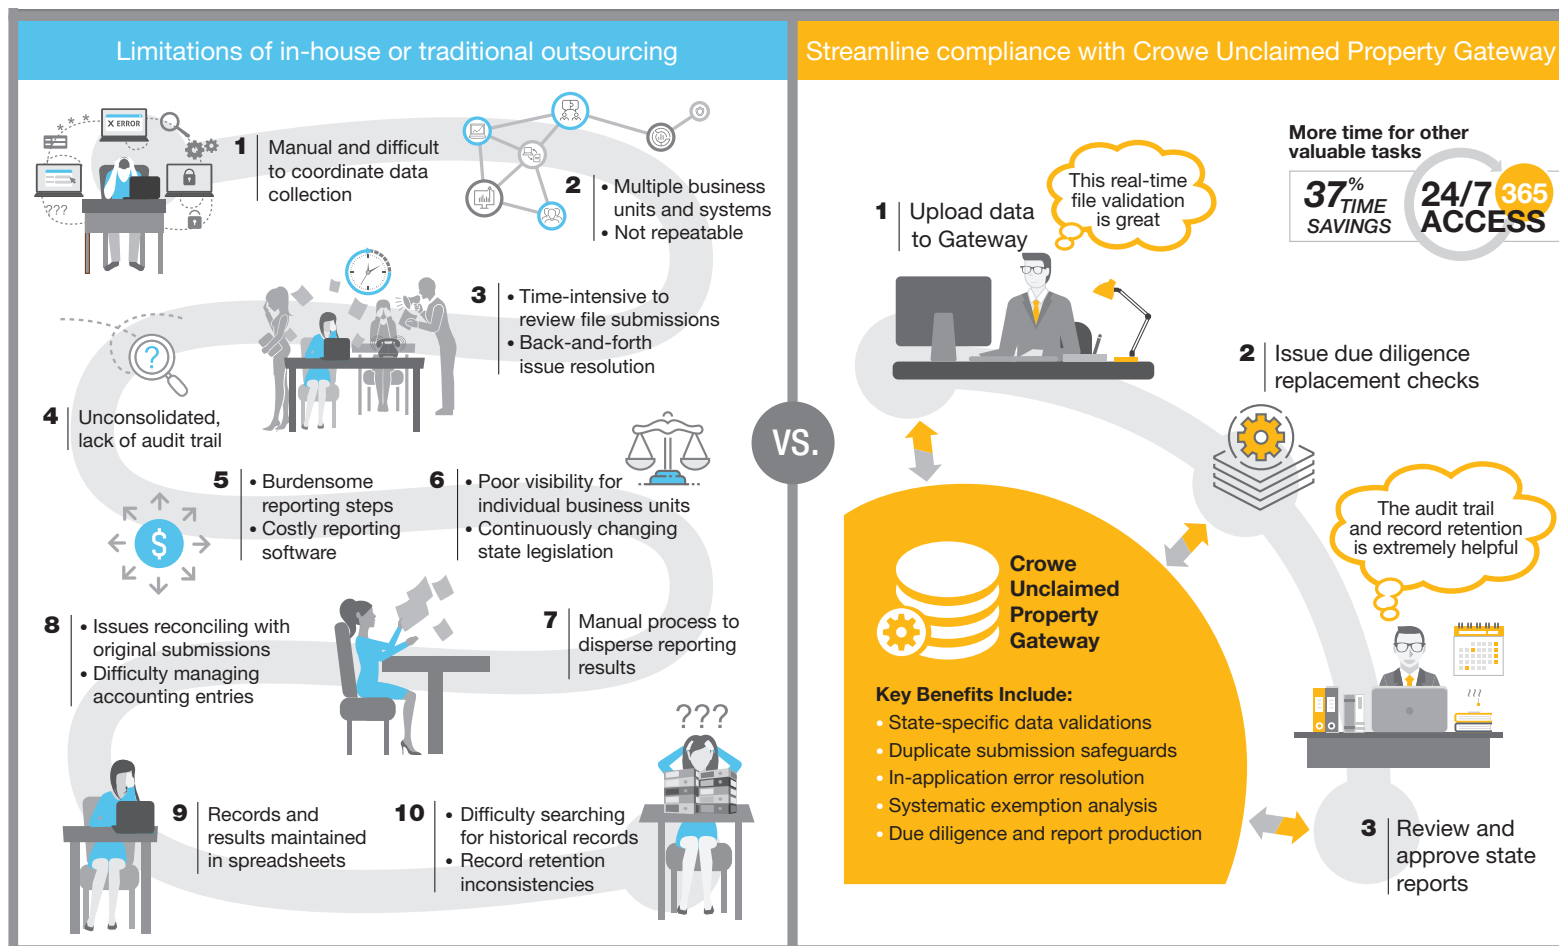 Limitations of in-house or traditional outsourcing
X ERROR
* * *
???
1
Manual and difficult
to coordinate data
collection
2
• Multiple business
units and systems
• Not repeatable
3
• Time-intensive to
review file submissions
• Back-and-forth
issue resolution
?
4
Unconsolidated,
lack of audit trail
5
• Burdensome
reporting steps
• Costly reporting
software
$
6
• Poor visibility for
individual business units
• Continuously changing
state legislation
7
Manual process to
disperse reporting
results
8
• Issues reconciling with
original submissions
• Difficulty managing
accounting entries
9
Records and
results maintained
in spreadsheets
10
• Difficulty searching
for historical records
• Record retention
inconsistencies
???
VS.
Streamline compliance with Crowe Unclaimed Property Gateway
More time for other
valuable tasks
37%
TIME
SAVINGS
24/7 365
ACCESS
1
Upload data
to Gateway
This real-time
file validation
is great
2
Issue due diligence
replacement checks
The audit trail
and record retention
is extremely helpful
3
Review and
approve state
reports
Crowe
Unclaimed
Property
Gateway
Key Benefits Include:
• State-specific data validations
• Duplicate submission safeguards
• In-application error resolution
• Systematic exemption analysis
• Due diligence and report production